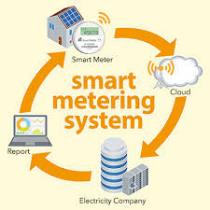 Smart Meter
smart
metering
system
Cloud
Report
Electricity Company